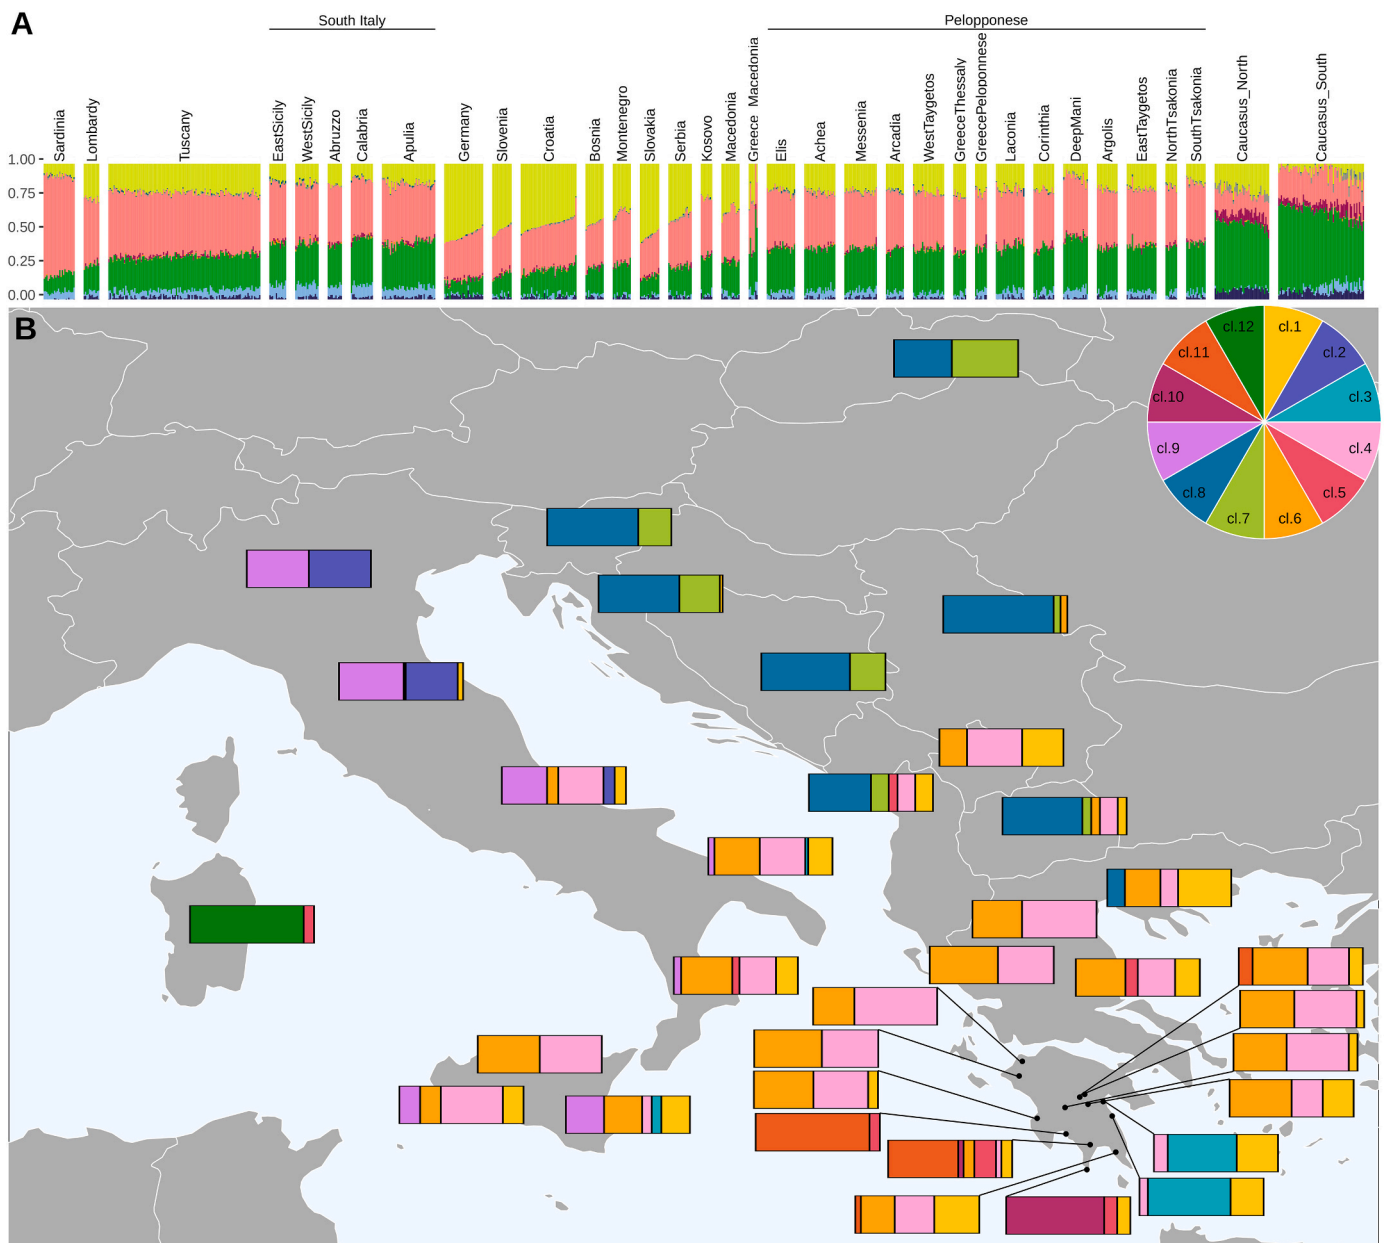 A
South Italy
Pelopponese
Sardinia
Lombardy
Tuscany
EastSicily
WestSicily
Abruzzo
Calabria
Apulia
Germany
Slovenia
Croatia
Bosnia
Montenegro
Slovakia
Serbia
Kosovo
Macedonia
Greece_Macedonia
Elis
Achea
Messenia
Arcadia
WestTaygetos
GreeceThessaly
GreecePeloponnese
Laconia
Corinthia
DeepMani
Argolis
EastTaygetos
NorthTsakonia
SouthTsakonia
Caucasus_North
Caucasus_South
1.00
0.75
0.50
0.25
0.00
B
cl.12
cl.1
cl.11
cl.2
cl.10
cl.3
cl.9
cl.4
cl.8
cl.5
cl.7
cl.6